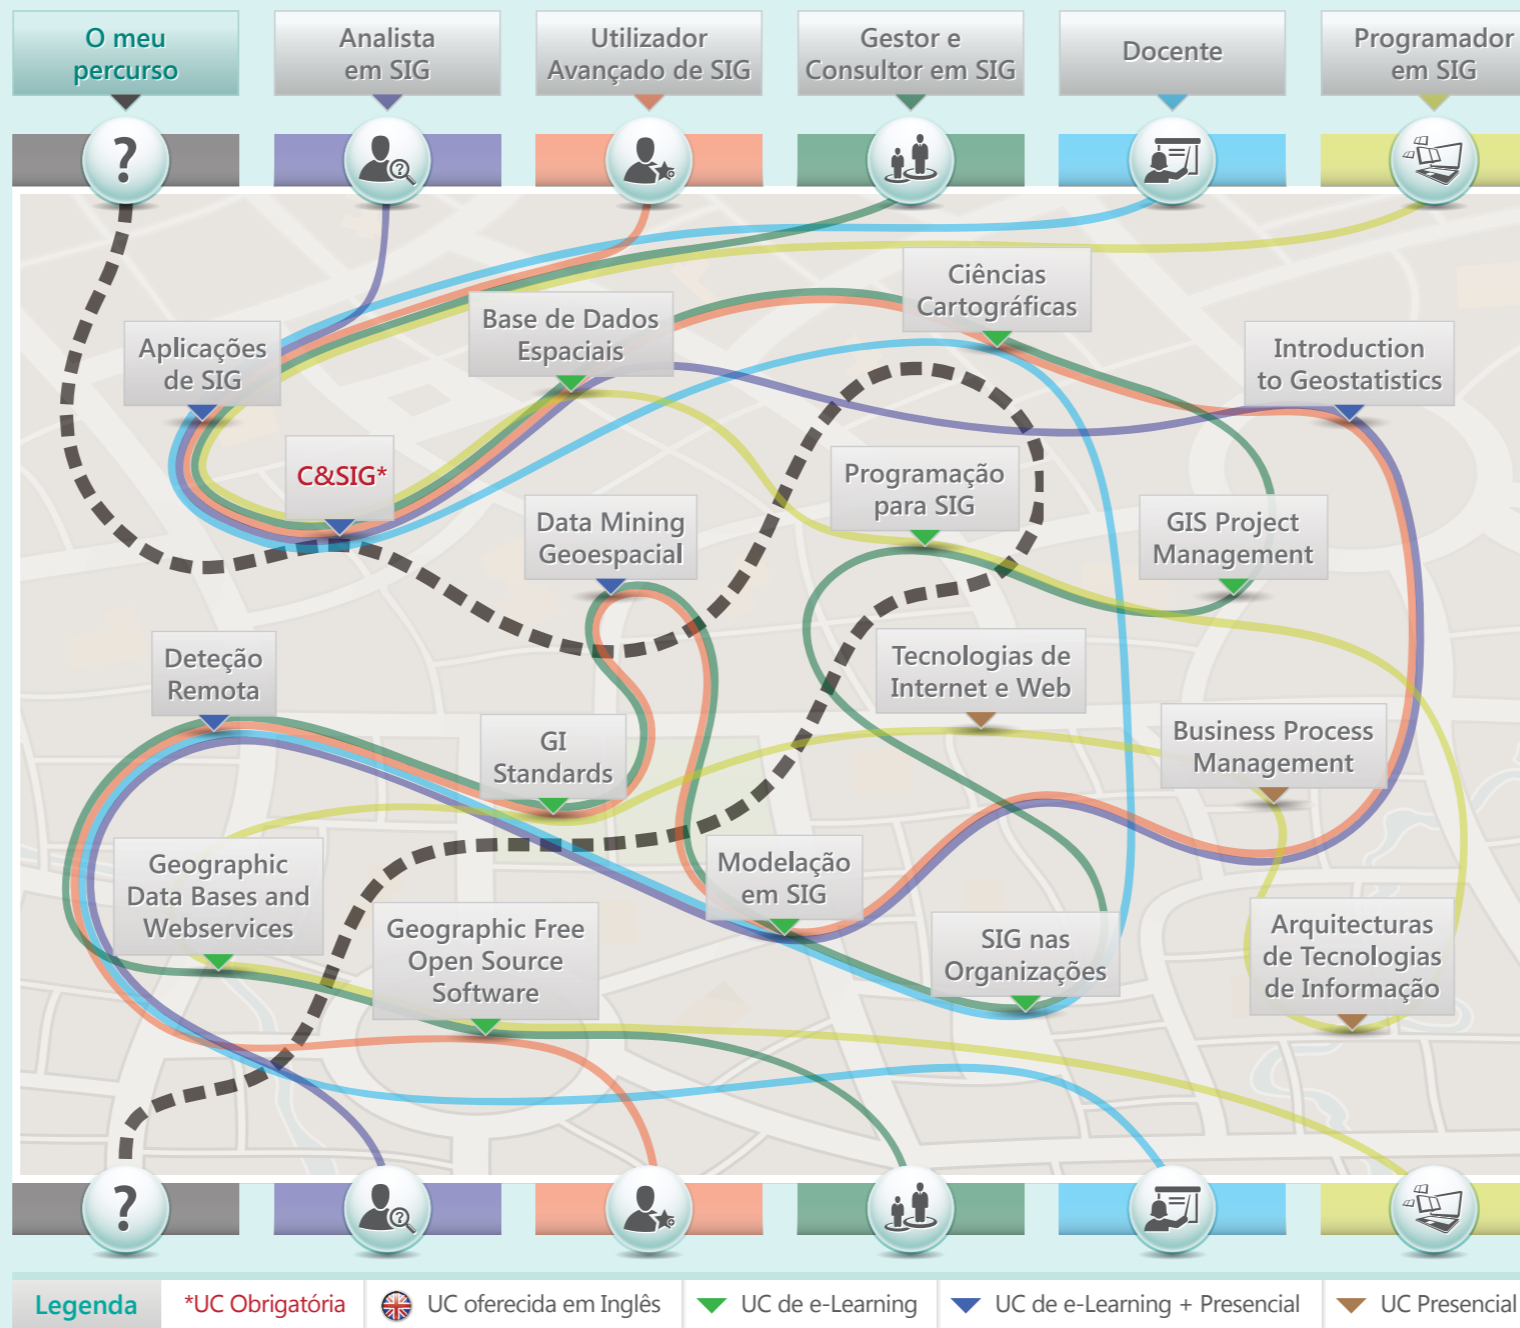 O meu
percurso
Analista
em SIG
Utilizador
Avançado de SIG
Gestor e
Consultor em SIG
Docente
Programador
em SIG
?
Ciências
Cartográficas
Base de Dados
Espaciais
Aplicações
de SIG
Introduction
to Geostatistics
C&SIG*
Programação
para SIG
Data Mining
Geoespacial
GIS Project
Management
Deteção
Remota
Tecnologias de
Internet e Web
GI
Standards
Business Process
Management
Geographic
Data Bases and
Webservices
Modelação
em SIG
Geographic Free
Open Source
Software
SIG nas
Organizações
Arquitecturas
de Tecnologias
de Informação
?
Legenda
*UC Obrigatória
UC oferecida em Inglês
UC de e-Learning
UC de e-Learning + Presencial
UC Presencial